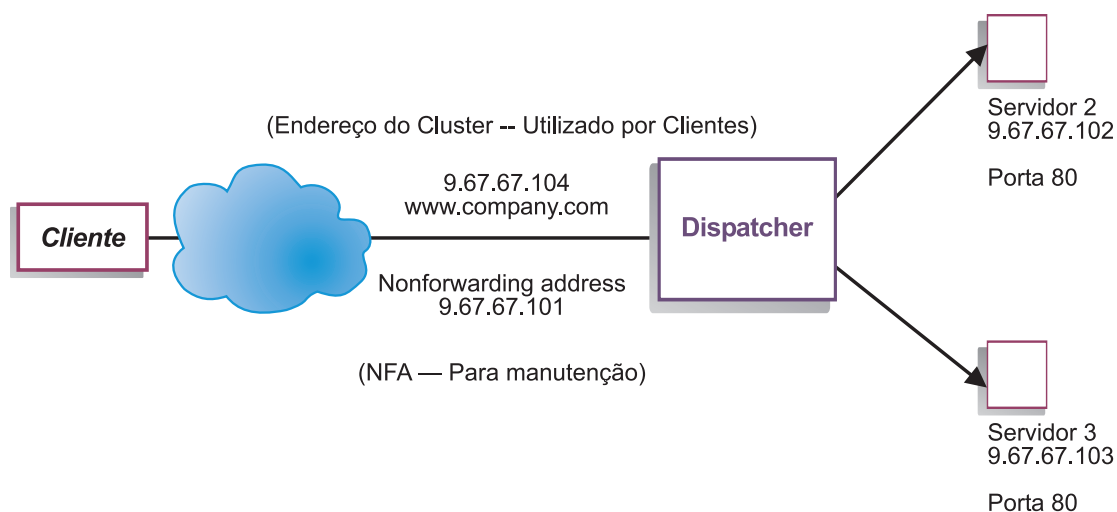 (Endereço do Cluster -- Utilizado por Clientes)
9.67.67.104
www.company.com
Cliente
Dispatcher
Nonforwarding address
9.67.67.101
(NFA — Para manutenção)
Servidor 2
9.67.67.102
Porta 80
Servidor 3
9.67.67.103
Porta 80